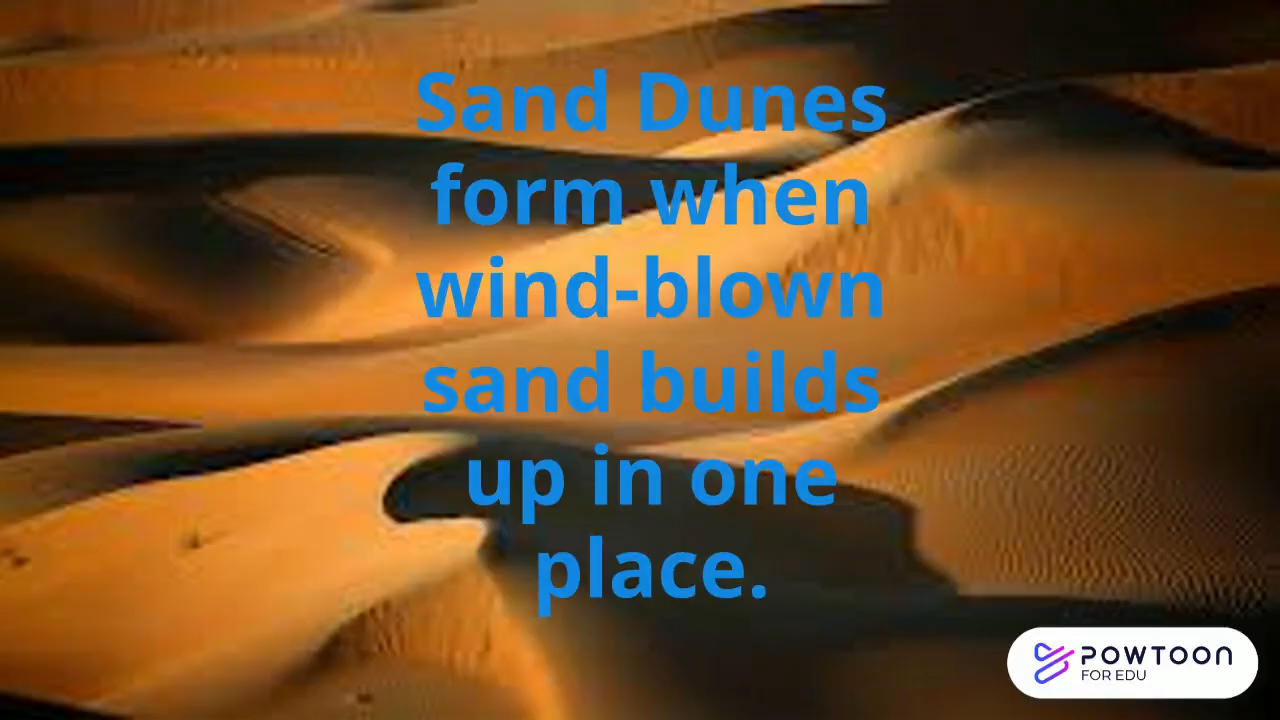 Sand Dunes
form when
wind-blown
sand builds
up in one
place.
POWTOON
FOR EDU